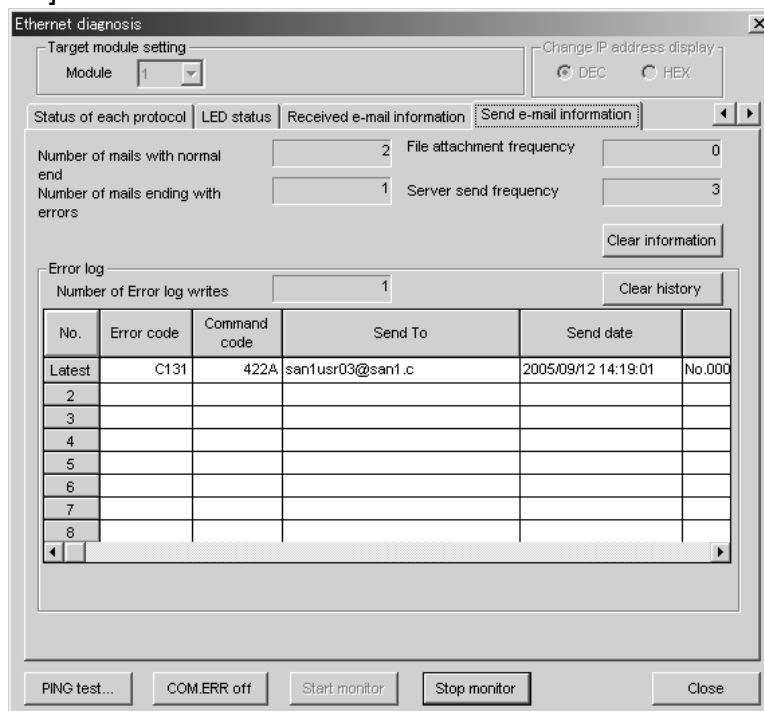 Ethernet diagnosis
Target module setting
Module 1
Change IP address display
DEC HEX
Status of each protocol LED status Received e-mail information Send e-mail information
Number of mails with normal end 2
File attachment frequency 0
Number of mails ending with errors 1
Server send frequency 3
Clear information
Error log
Number of Error log writes 1
Clear history
No. Error code Command code Send To Send date
Latest C131 422A san1usr03@san1.c 2005/09/12 14:19:01 No.000
2
3
4
5
6
7
8
PING test... COM.ERR off Start monitor Stop monitor Close